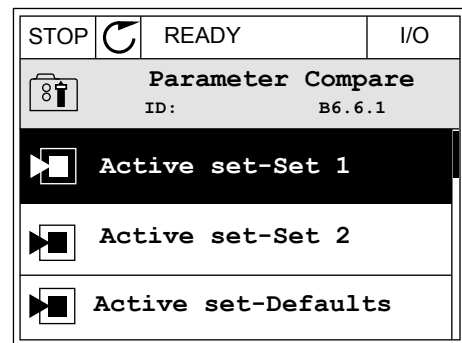 STOP READY I/O
Parameter Compare
ID: B6.6.1
Active set-Set 1
Active set-Set 2
Active set-Defaults